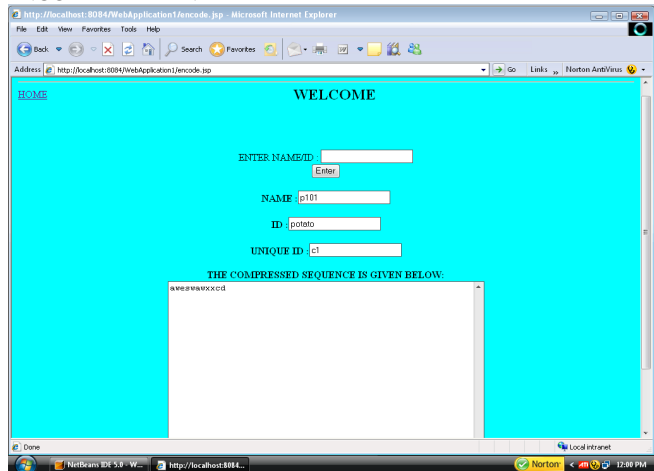 http://localhost:8084/WebApplication1/encode.jsp - Microsoft Internet Explorer
File Edit View Favorites Tools Help
Back Search Favorites
Address http://localhost:8084/WebApplication1/encode.jsp Go Links » Norton AntiVirus
HOME WELCOME
ENTER NAME/ID :
Enter
NAME : p101
ID : potato
UNIQUE ID : c1
THE COMPRESSED SEQUENCE IS GIVEN BELOW:
aweswawxxcd
Done Local intranet
NetBeans IDE 5.0 - W... http://localhost:8084... Norton 12:00 PM